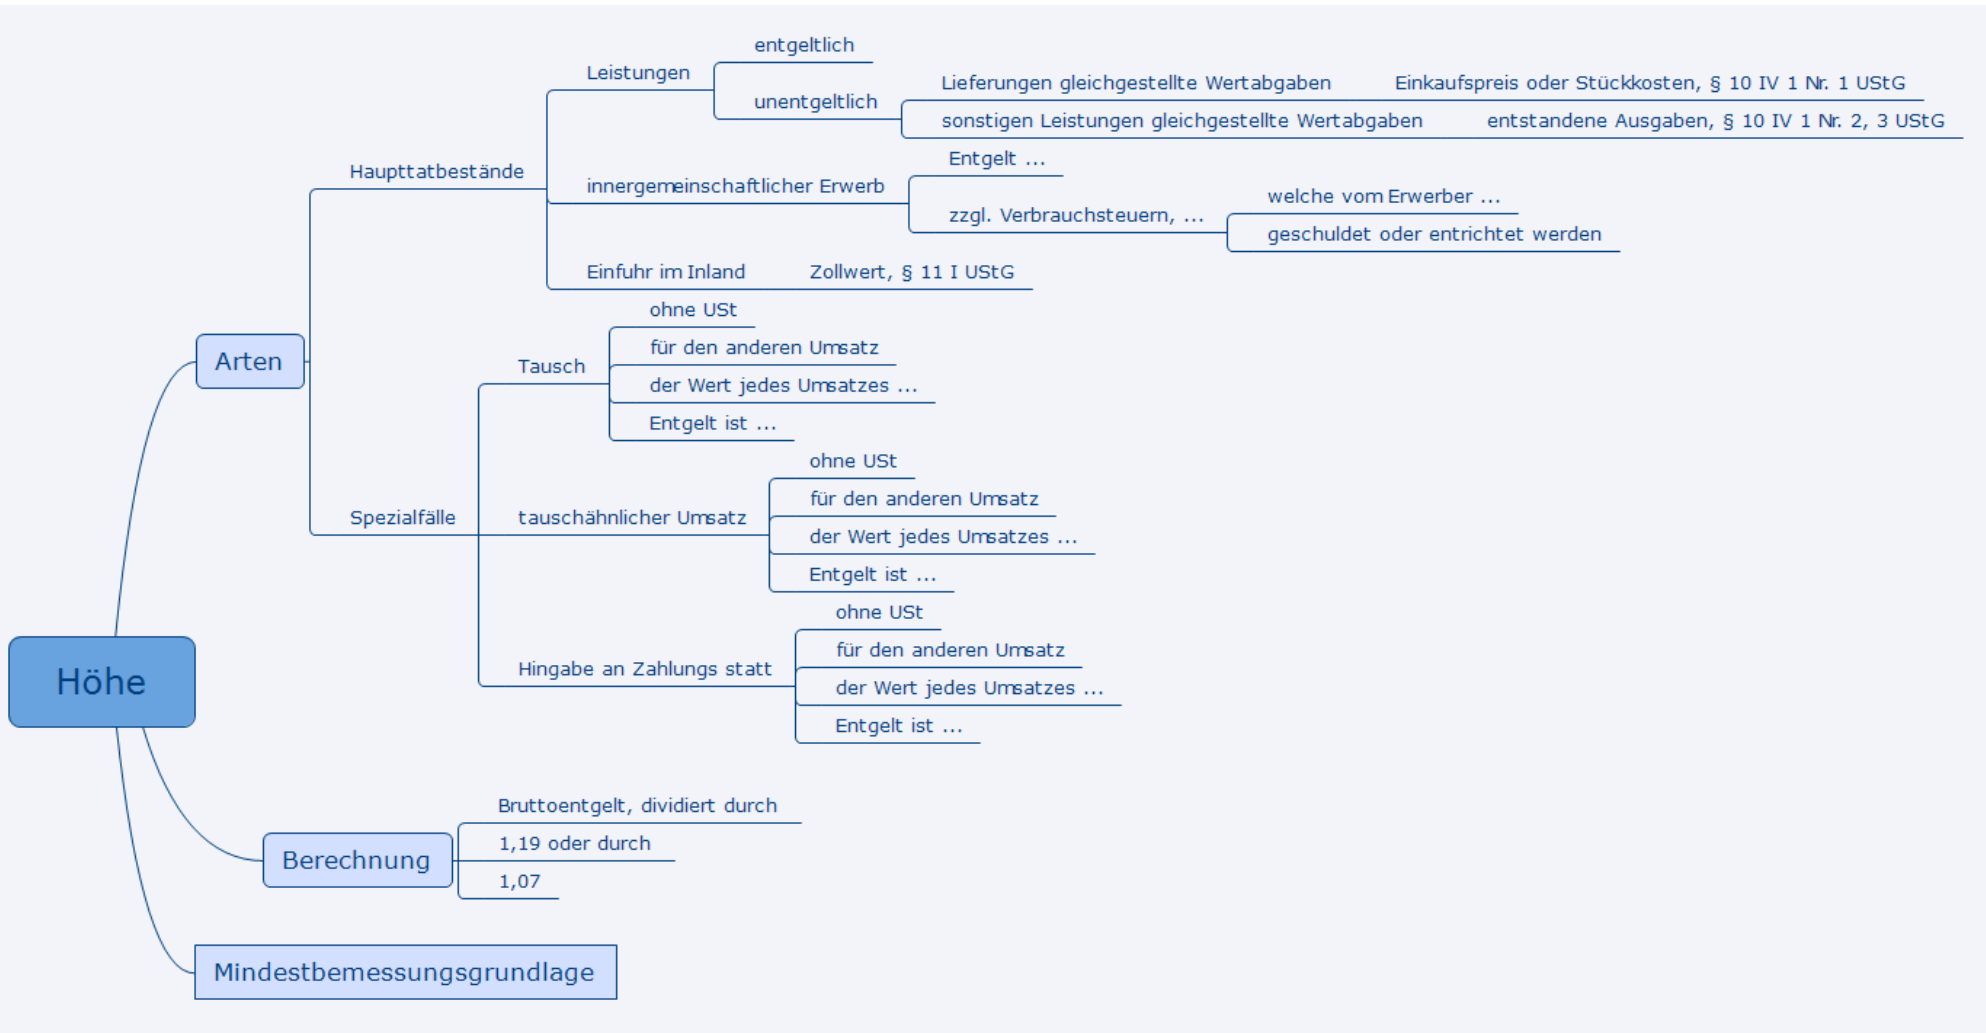 entgeltlich
Leistungen
Lieferungen gleichgestellte Wertabgaben Einkaufspreis oder Stückkosten, § 10 IV 1 Nr. 1 UStG
unentgeltlich
sonstigen Leistungen gleichgestellte Wertabgaben entstandene Ausgaben, § 10 IV 1 Nr. 2, 3 UStG
Entgelt ...
Haupttatbestände
innergemeinschaftlicher Erwerb
welche vom Erwerber ...
zzgl. Verbrauchsteuern, ...
geschuldet oder entrichtet werden
Einfuhr im Inland Zollwert, § 11 I UStG
ohne USt
für den anderen Umsatz
Arten
Tausch
der Wert jedes Umsatzes ...
Entgelt ist ...
ohne USt
für den anderen Umsatz
Spezialfälle
tauschähnlicher Umsatz
der Wert jedes Umsatzes ...
Entgelt ist ...
ohne USt
für den anderen Umsatz
Hingabe an Zahlungs statt
der Wert jedes Umsatzes ...
Entgelt ist ...
Höhe
Bruttoentgelt, dividiert durch
1,19 oder durch
Berechnung
1,07
Mindestbemessungsgrundlage